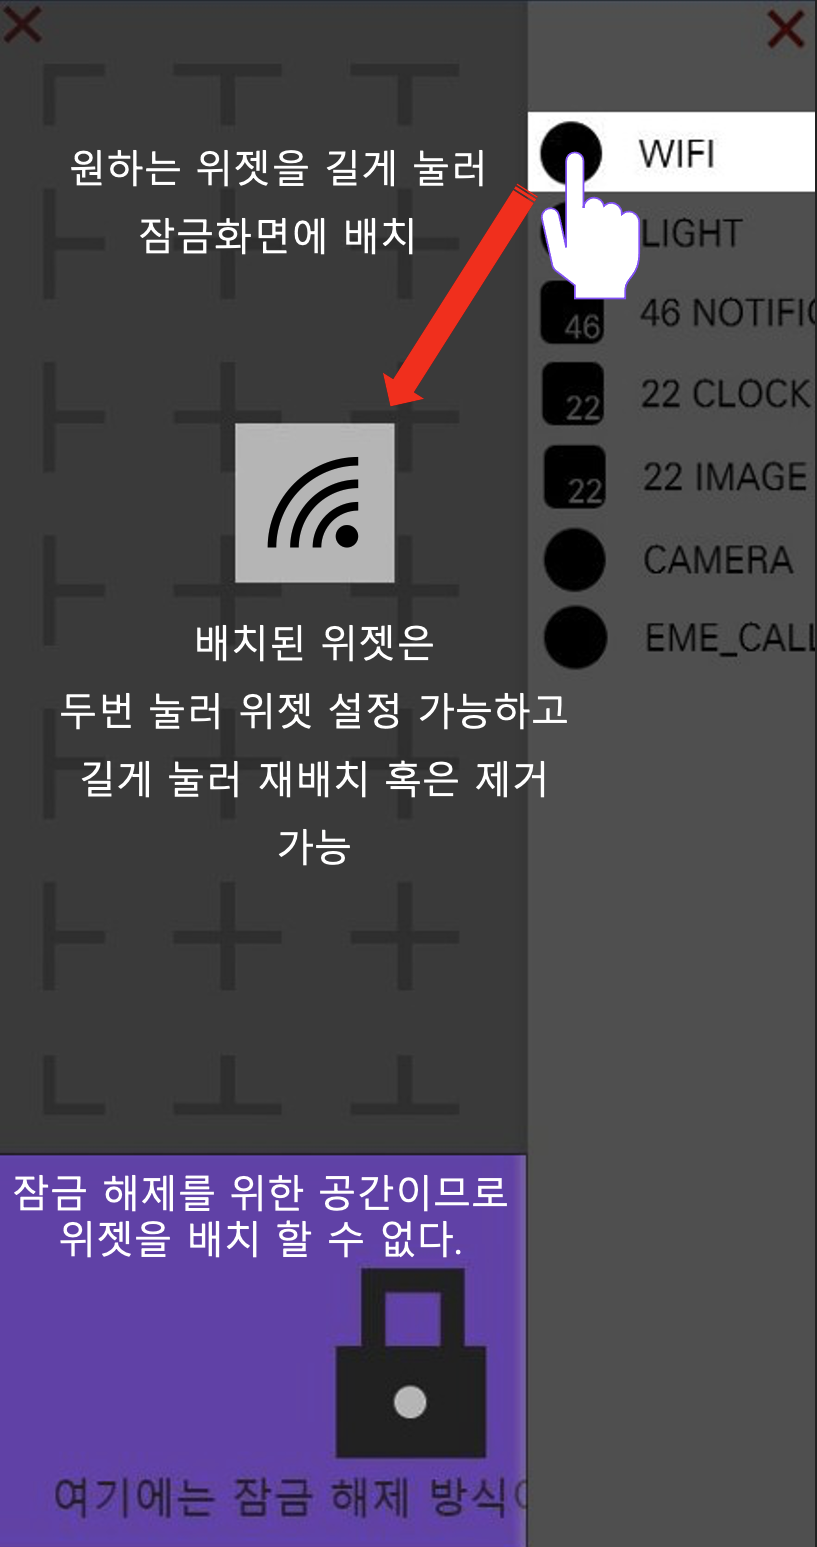 원하는 위젯을 길게 눌러
잠금화면에 배치
WIFI
LIGHT
46
46 NOTIFI
22
22 CLOCK
22
22 IMAGE
CAMERA
EME_CALL
배치된 위젯은
두번 눌러 위젯 설정 가능하고
길게 눌러 재배치 혹은 제거
가능
잠금 해제를 위한 공간이므로
위젯을 배치 할 수 없다.
여기에는 잠금 해제 방식